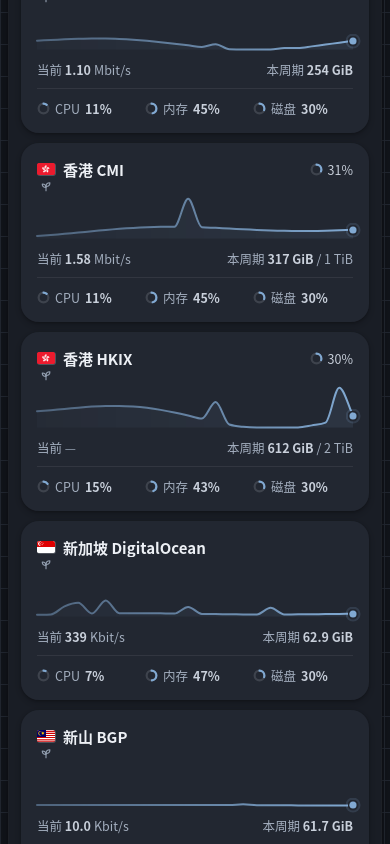 当前 1.10 Mbit/s 本周期 254 GiB
CPU 11% 内存 45% 磁盘 30%
香港 CMI 31%
当前 1.58 Mbit/s 本周期 317 GiB / 1 TiB
CPU 11% 内存 45% 磁盘 30%
香港 HKIX 30%
当前 — 本周期 612 GiB / 2 TiB
CPU 15% 内存 43% 磁盘 30%
新加坡 DigitalOcean
当前 339 Kbit/s 本周期 62.9 GiB
CPU 7% 内存 47% 磁盘 30%
新山 BGP
当前 10.0 Kbit/s 本周期 61.7 GiB